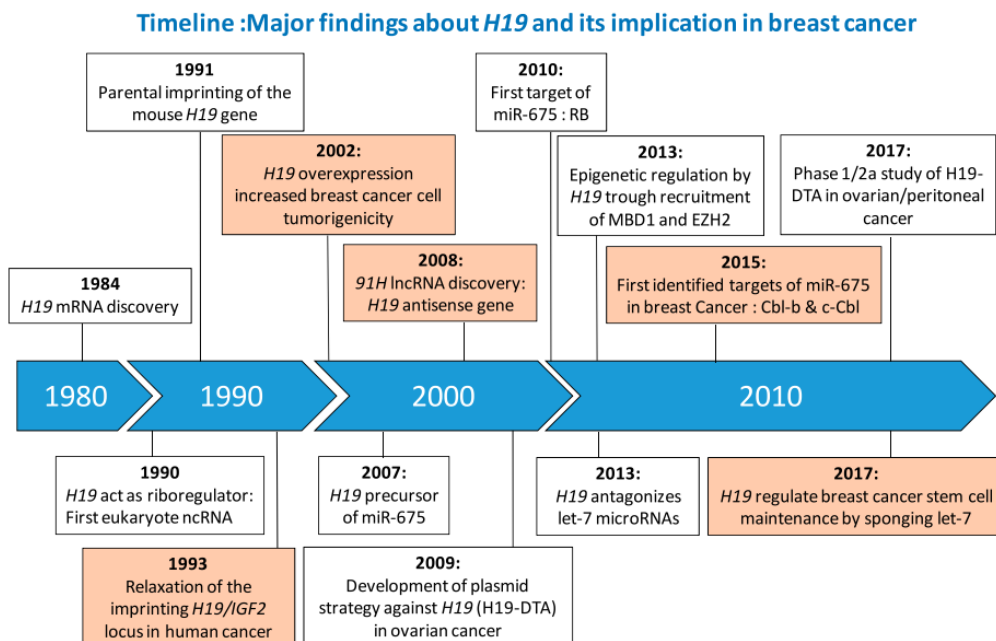 Timeline :Major findings about H19 and its implication in breast cancer
1991
Parental imprinting of the
mouse H19 gene
2010:
First target of
miR-675 : RB
2002:
H19 overexpression
increased breast cancer cell
tumorigenicity
2013:
Epigenetic regulation by
H19 trough recruitment
of MBD1 and EZH2
2017:
Phase 1/2a study of H19-
DTA in ovarian/peritoneal
cancer
1984
H19 mRNA discovery
2008:
91H lncRNA discovery:
H19 antisense gene
2015:
First identified targets of miR-675
in breast Cancer : Cbl-b & c-Cbl
1980
1990
2000
2010
1990
H19 act as riboregulator:
First eukaryote ncRNA
2007:
H19 precursor
of miR-675
2013:
H19 antagonizes
let-7 microRNAs
2017:
H19 regulate breast cancer stem cell
maintenance by sponging let-7
1993
Relaxation of the
imprinting H19/IGF2
locus in human cancer
2009:
Development of plasmid
strategy against H19 (H19-DTA)
in ovarian cancer